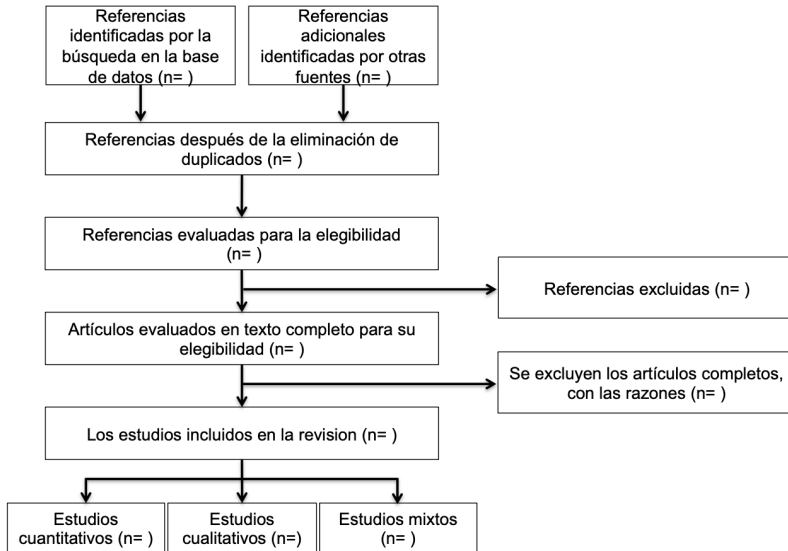 Referencias
identificadas por la
búsqueda en la base
de datos (n= )
Referencias
adicionales
identificadas por otras
fuentes (n= )
Referencias después de la eliminación de
duplicados (n= )
Referencias evaluadas para la elegibilidad
(n= )
Referencias excluidas (n= )
Artículos evaluados en texto completo para su
elegibilidad (n= )
Se excluyen los artículos completos,
con las razones (n= )
Los estudios incluidos en la revision (n= )
Estudios
cuantitativos (n= )
Estudios
cualitativos (n=)
Estudios mixtos
(n= )